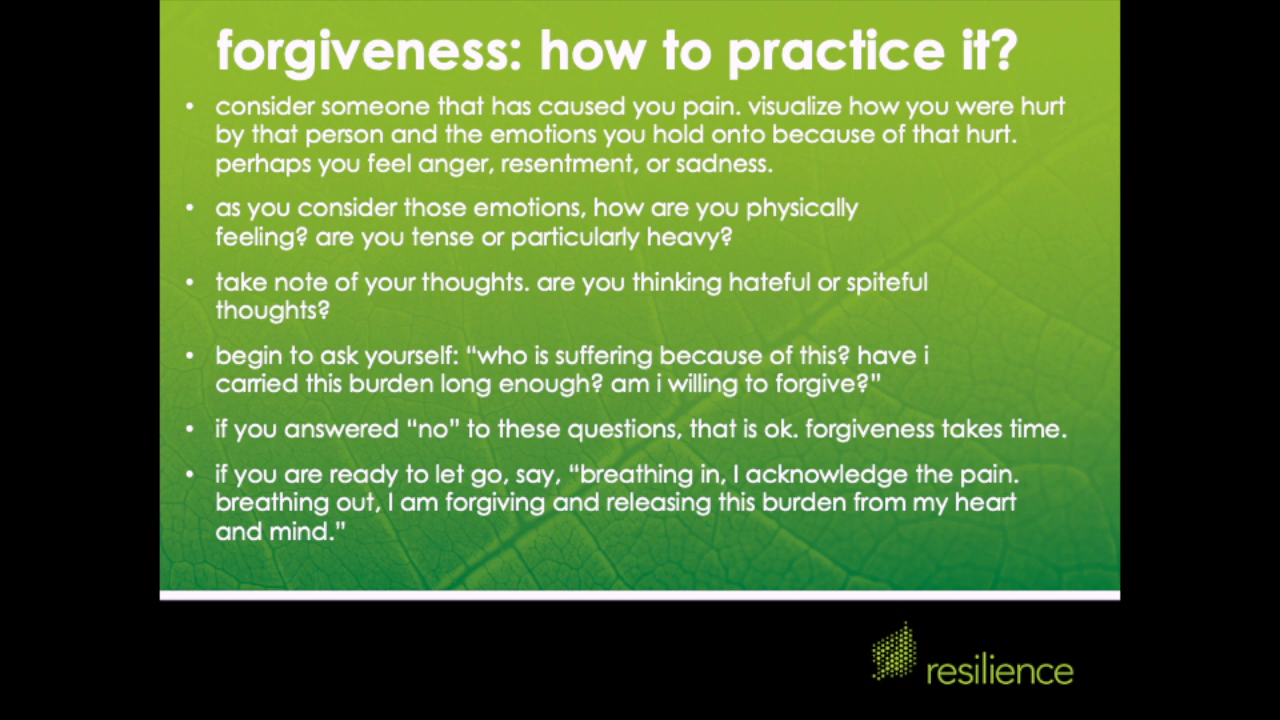 forgiveness: how to practice it?
• consider someone that has caused you pain. visualize how you were hurt
by that person and the emotions you hold onto because of that hurt.
perhaps you feel anger, resentment, or sadness.
• as you consider those emotions, how are you physically
feeling? are you tense or particularly heavy?
• take note of your thoughts. are you thinking hateful or spiteful
thoughts?
• begin to ask yourself: “who is suffering because of this? have i
carried this burden long enough? am i willing to forgive?”
• if you answered “no” to these questions, that is ok. forgiveness takes time.
• if you are ready to let go, say, “breathing in, I acknowledge the pain.
breathing out, I am forgiving and releasing this burden from my heart
and mind.”
resilience